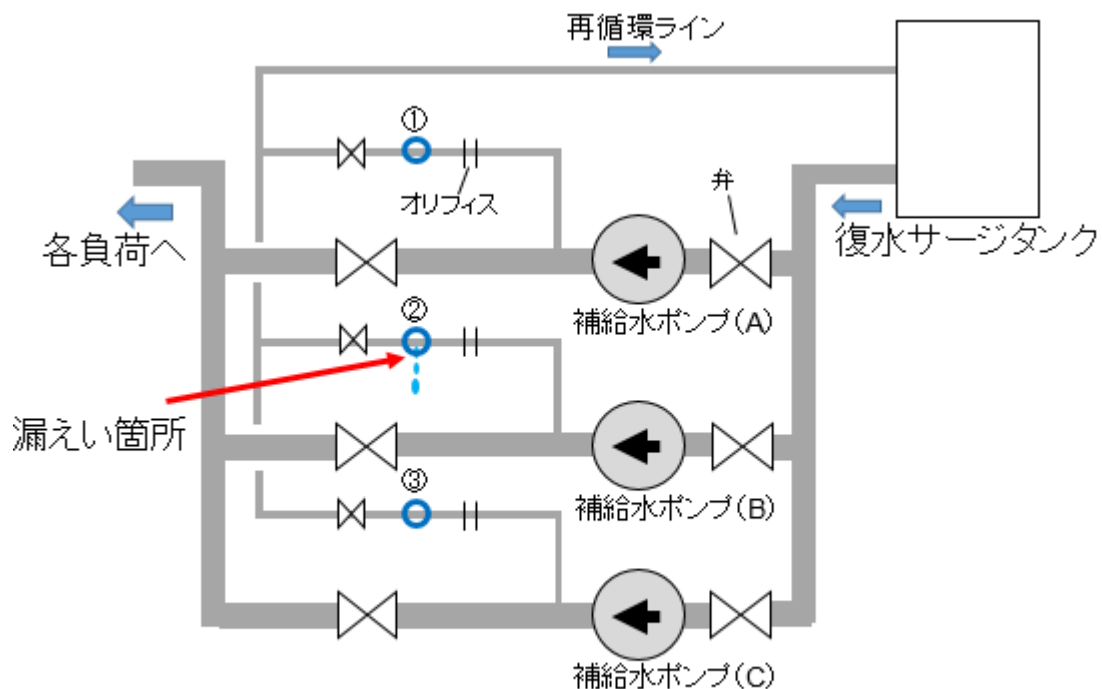 再循環ライン
①
オリフィス
弁
各負荷へ
復水サージタンク
補給水ポンプ(A)
②
漏えい箇所
補給水ポンプ(B)
③
補給水ポンプ(C)